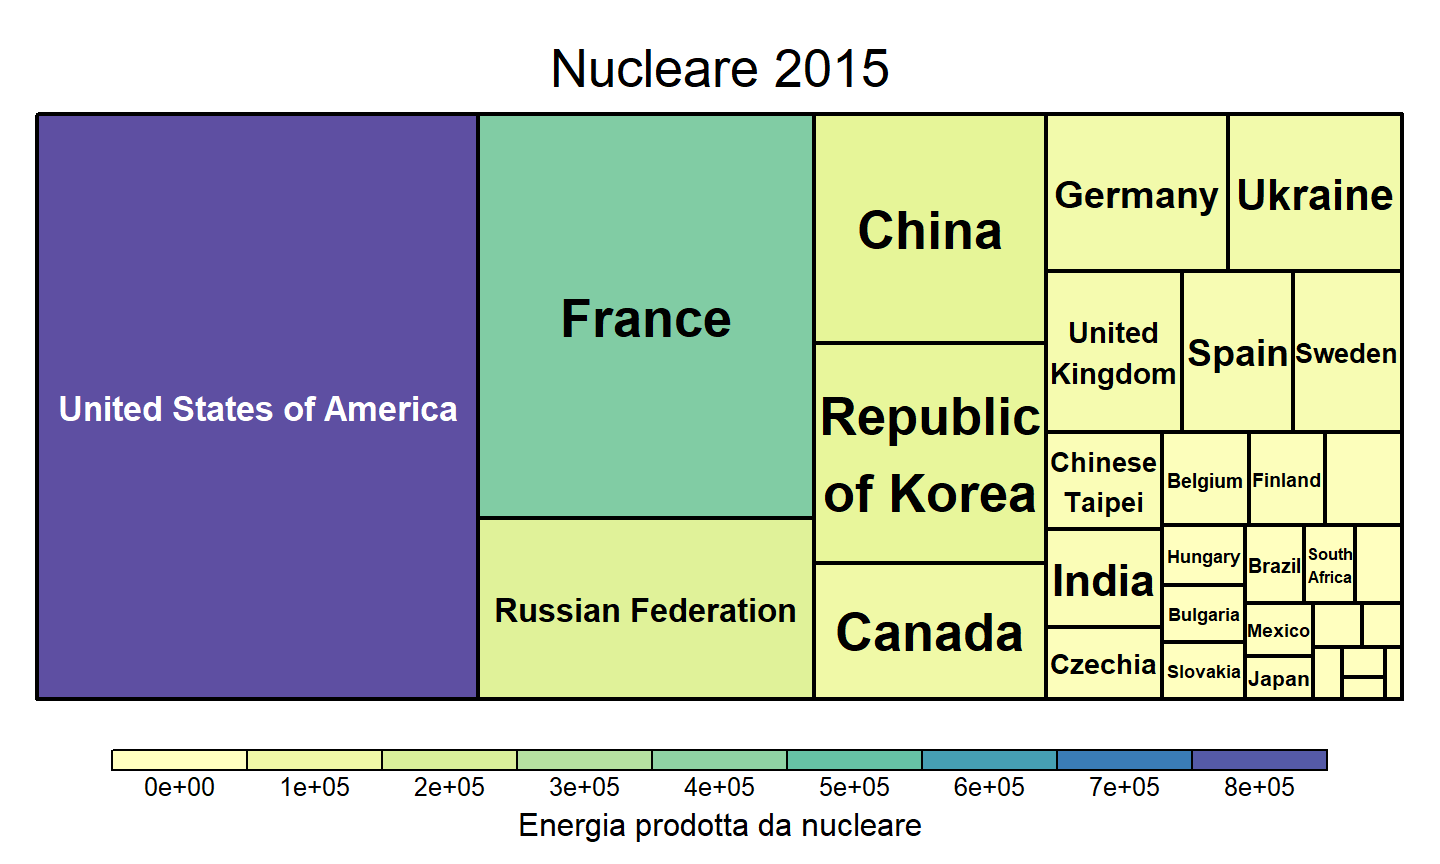 Nucleare 2015
United States of America
France
Russian Federation
China
Republic
of Korea
Canada
Germany
Ukraine
United
Kingdom
Spain
Sweden
Chinese
Taipei
India
Czechia
Belgium
Finland
Hungary
Bulgaria
Slovakia
Brazil
South
Africa
Mexico
Japan
0e+00 1e+05 2e+05 3e+05 4e+05 5e+05 6e+05 7e+05 8e+05
Energia prodotta da nucleare